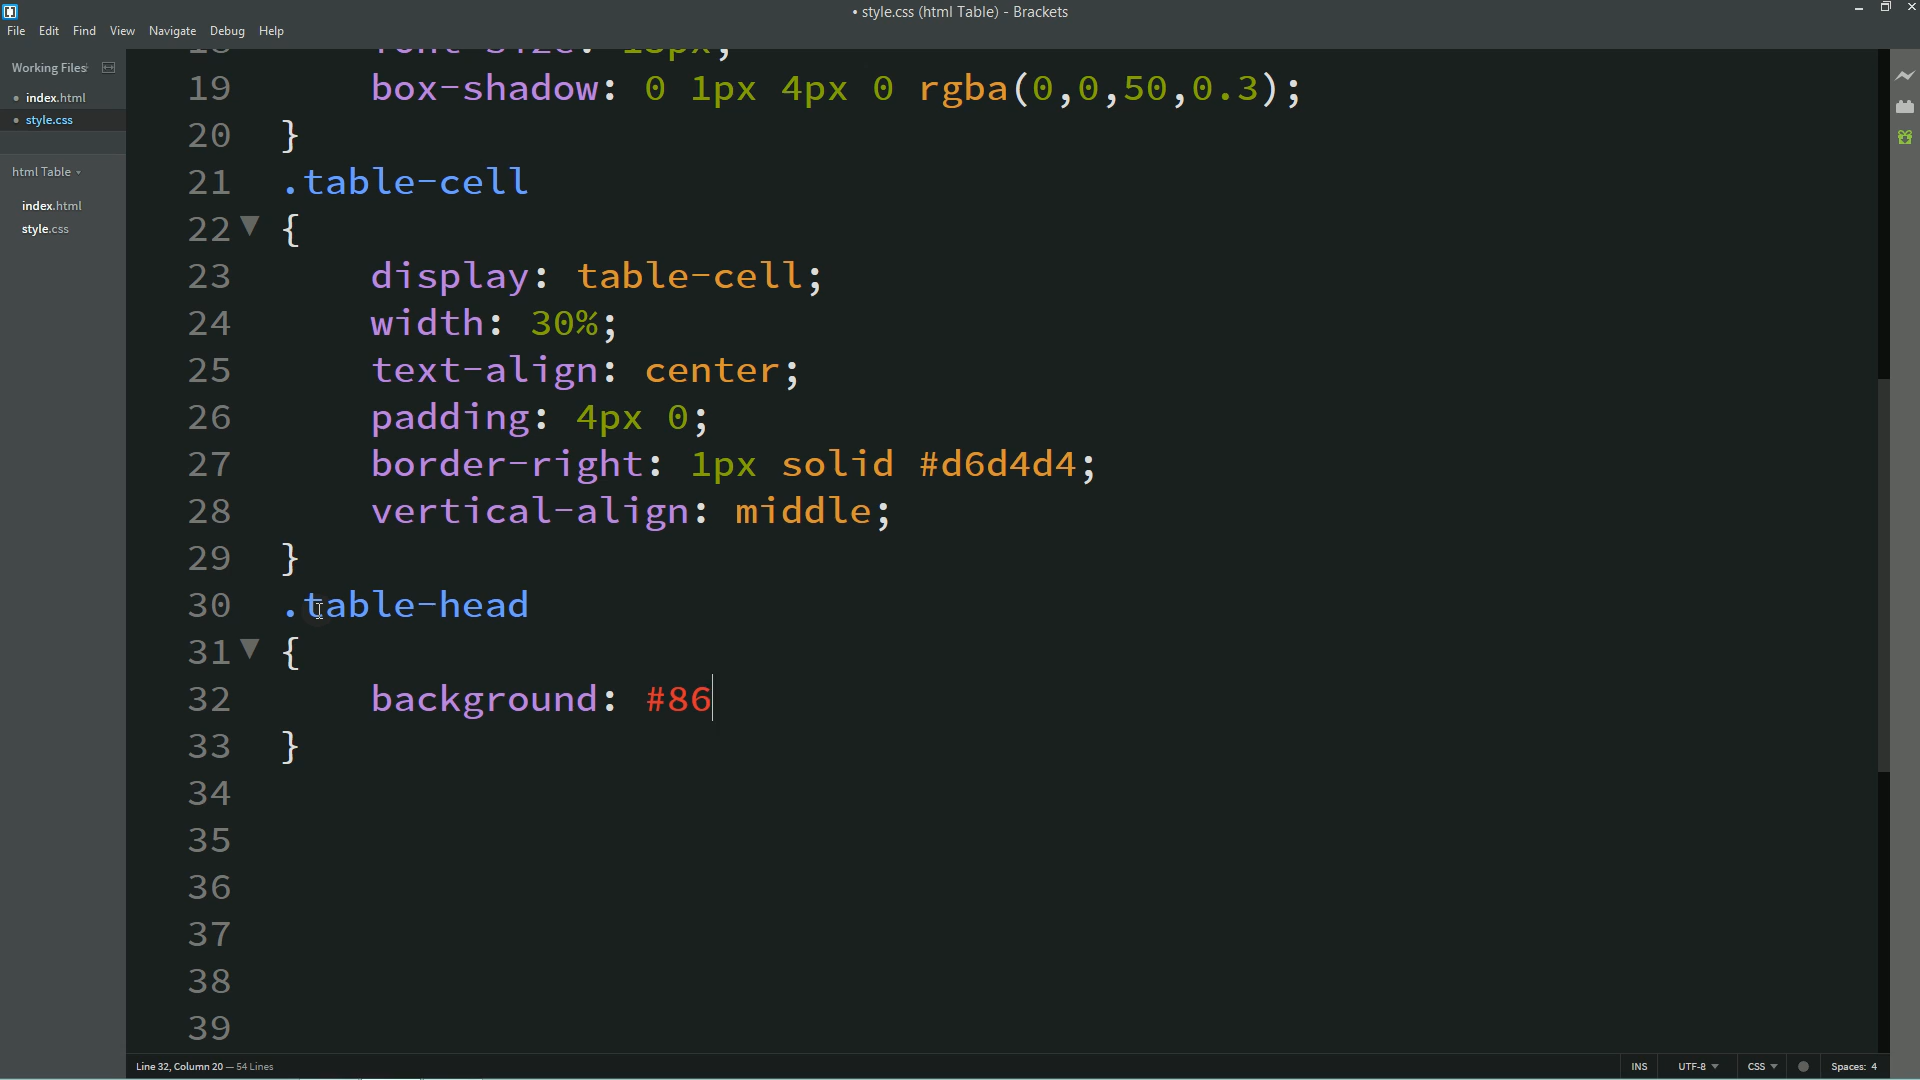 • style.css (html Table) - Brackets
File Edit Find View Navigate Debug Help
Working Files
• index.html
• style.css
html Table
index.html
style.css
18 font-size: px;
19 box-shadow: 0 1px 4px 0 rgba(0,0,50,0.3);
20 }
21 .table-cell
22 {
23 display: table-cell;
24 width: 30%;
25 text-align: center;
26 padding: 4px 0;
27 border-right: 1px solid #d6d4d4;
28 vertical-align: middle;
29 }
30 .table-head
31 {
32 background: #86
33 }
34
35
36
37
38
39
Line 32, Column 20 — 54 Lines
INS UTF-8 CSS Spaces: 4